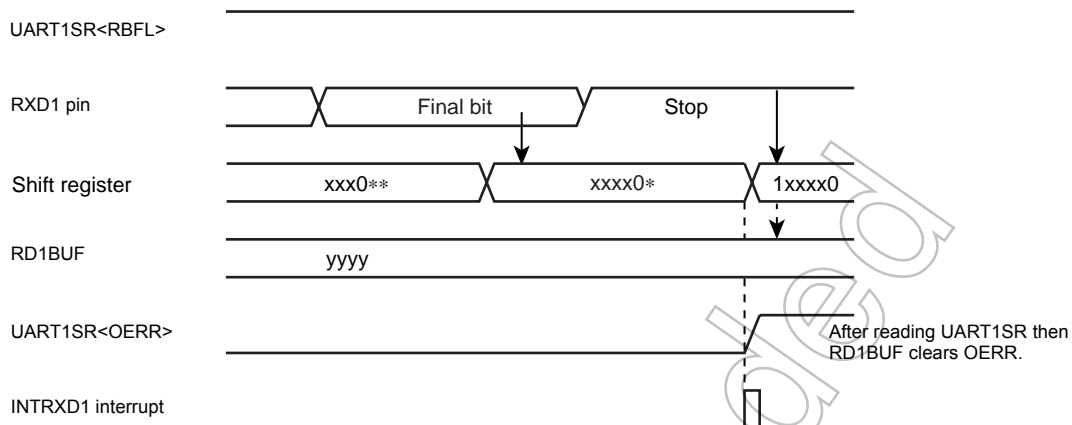 UART1SR<RBFL>
RXD1 pin
Final bit
Stop
Shift register
xxx0**
xxxx0*
1xxxx0
RD1BUF
yyyy
UART1SR<OERR>
After reading UART1SR then
RD1BUF clears OERR.
INTRXD1 interrupt
ded